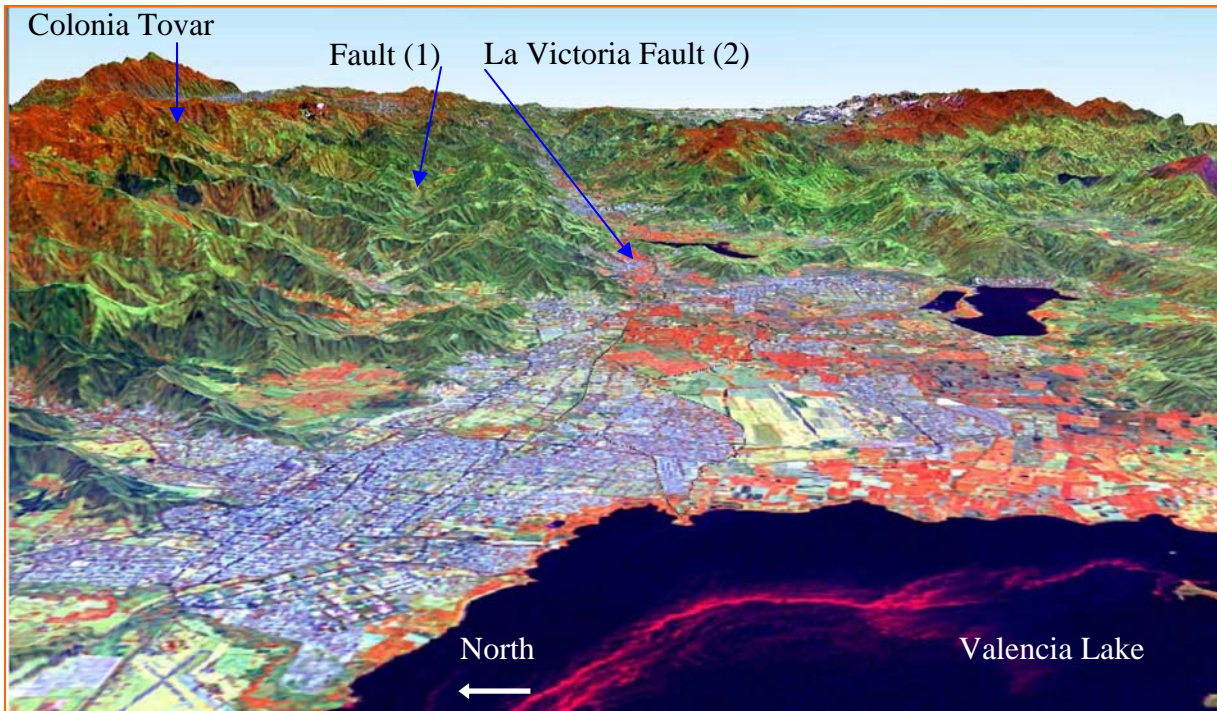 Colonia Tovar
Fault (1)
La Victoria Fault (2)
North
Valencia Lake